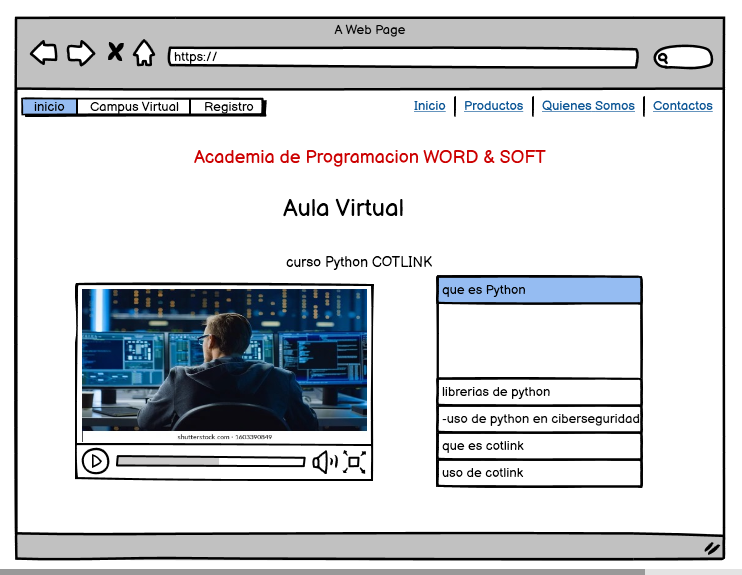 A Web Page
https://
inicio Campus Virtual Registro
Inicio Productos Quienes Somos Contactos
Academia de Programacion WORD & SOFT
Aula Virtual
curso Python COTLINK
que es Python
librerias de python
-uso de python en ciberseguridad
que es cotlink
uso de cotlink
shutterstock.com · 1603390849